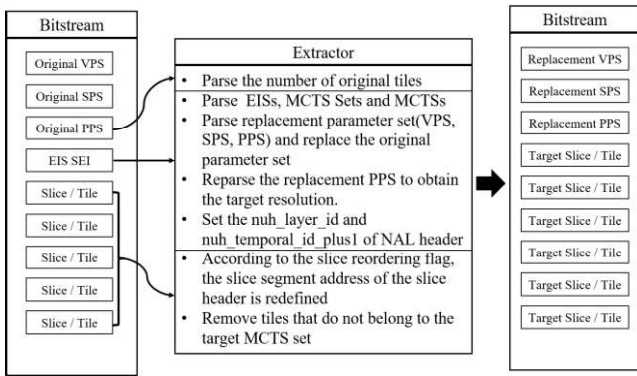 Bitstream
Original VPS
Original SPS
Original PPS
EIS SEI
Slice / Tile
Slice / Tile
Slice / Tile
Slice / Tile
Slice / Tile
Extractor
• Parse the number of original tiles
• Parse EISs, MCTS Sets and MCTSs
• Parse replacement parameter set(VPS,
SPS, PPS) and replace the original
parameter set
• Reparse the replacement PPS to obtain
the target resolution.
• Set the nuh_layer_id and
nuh_temporal_id_plus1 of NAL header
• According to the slice reordering flag,
the slice segment address of the slice
header is redefined
• Remove tiles that do not belong to the
target MCTS set
Bitstream
Replacement VPS
Replacement SPS
Replacement PPS
Target Slice / Tile
Target Slice / Tile
Target Slice / Tile
Target Slice / Tile
Target Slice / Tile
Target Slice / Tile